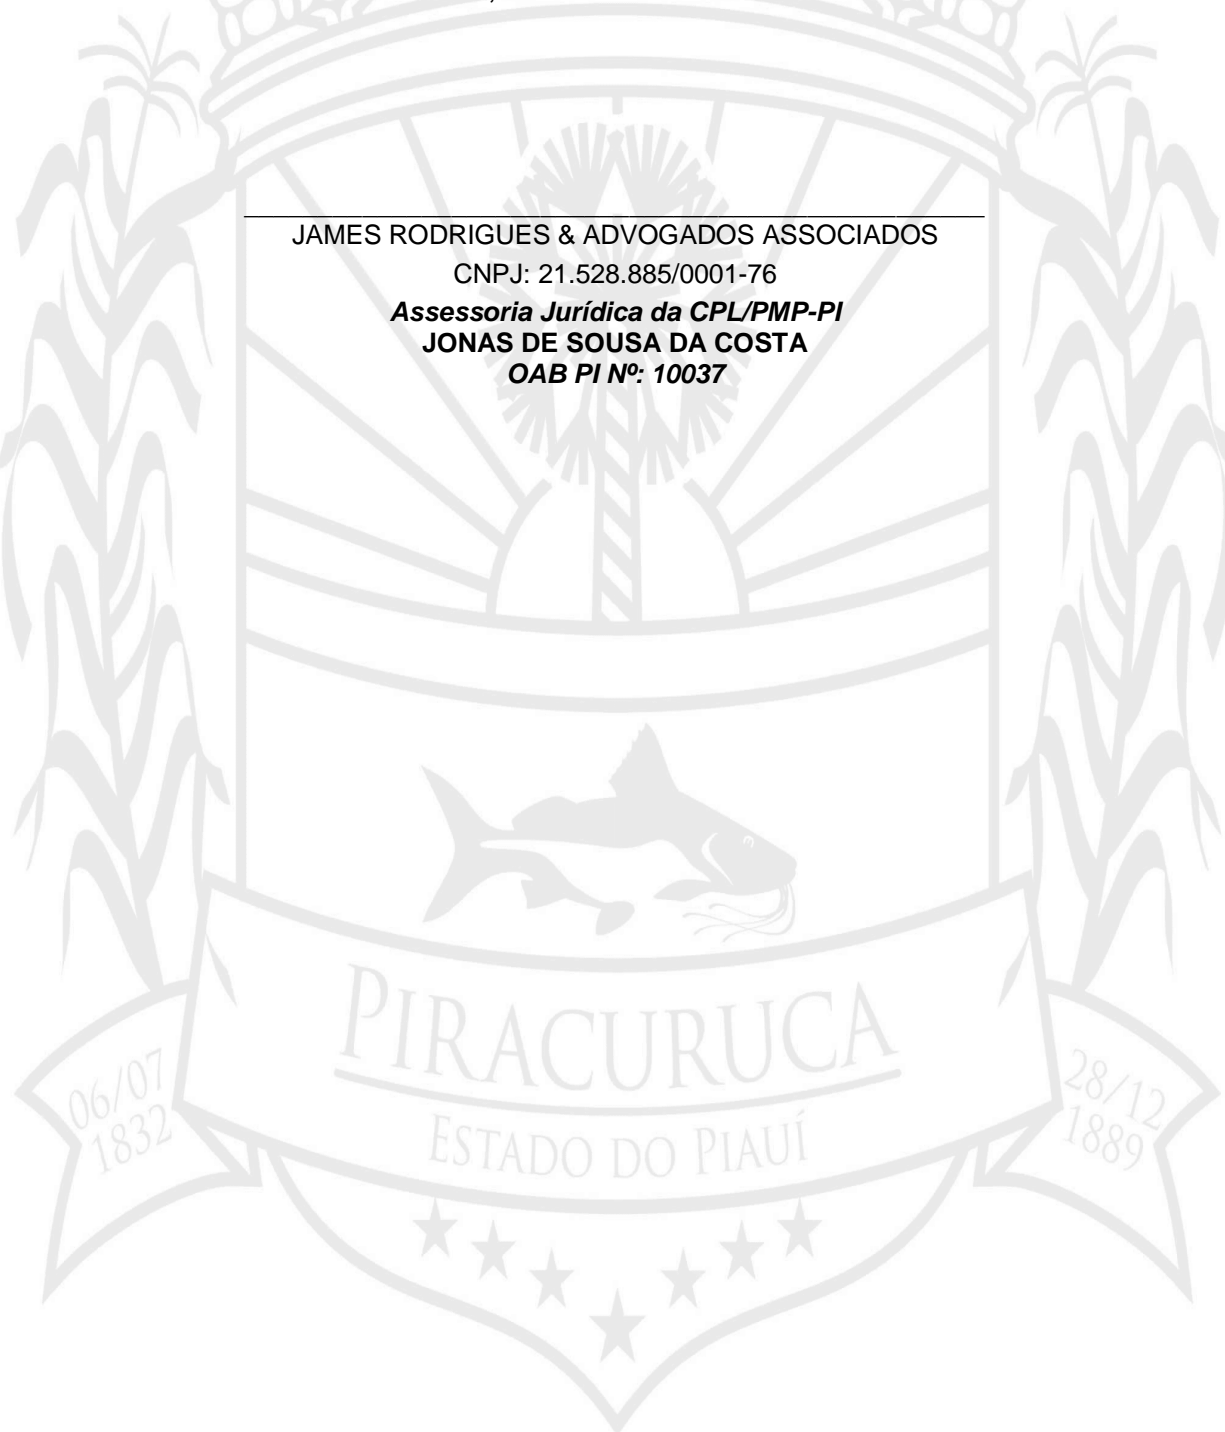 JAMES RODRIGUES & ADVOGADOS ASSOCIADOS
CNPJ: 21.528.885/0001-76
Assessoria Jurídica da CPL/PMP-PI
JONAS DE SOUSA DA COSTA
OAB PI Nº: 10037
PIRACURUCA
06/07
1832
28/12
1889
ESTADO DO PIAUÍ